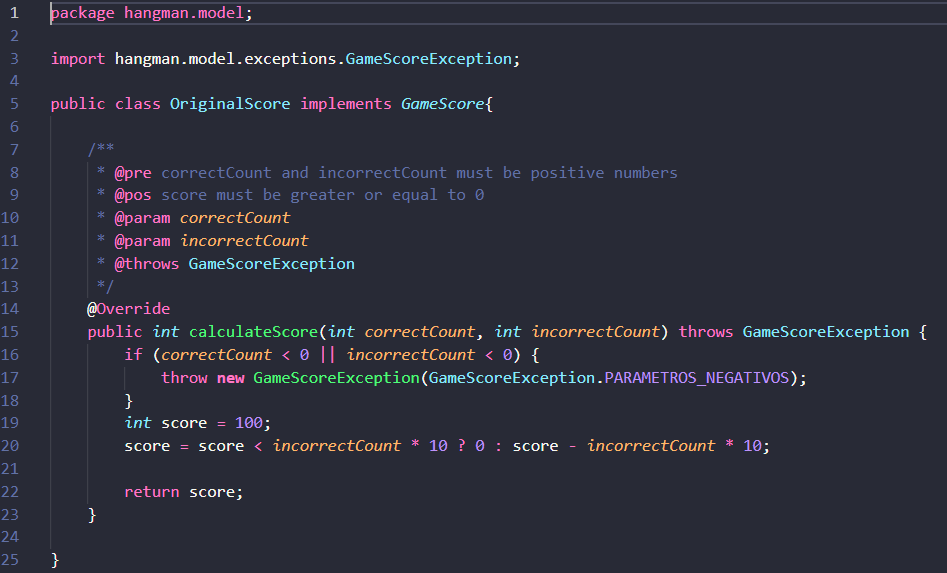 1 package hangman.model;
2
3 import hangman.model.exceptions.GameScoreException;
4
5 public class OriginalScore implements GameScore{
6
7     /**
8      * @pre correctCount and incorrectCount must be positive numbers
9      * @pos score must be greater or equal to 0
10      * @param correctCount
11      * @param incorrectCount
12      * @throws GameScoreException
13      */
14     @Override
15     public int calculateScore(int correctCount, int incorrectCount) throws GameScoreException {
16         if (correctCount < 0 || incorrectCount < 0) {
17             throw new GameScoreException(GameScoreException.PARAMETROS_NEGATIVOS);
18         }
19         int score = 100;
20         score = score < incorrectCount * 10 ? 0 : score - incorrectCount * 10;
21
22         return score;
23     }
24
25 }